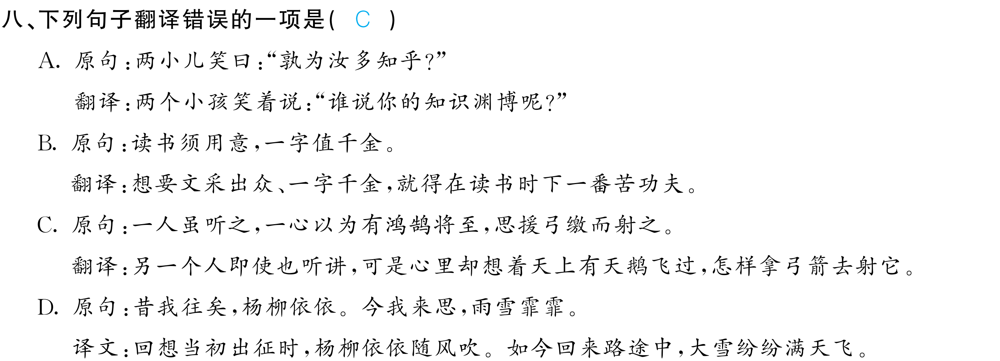 八、下列句子翻译错误的一项是( C )
A. 原句:两小儿笑曰:“孰为汝多知乎?”
翻译:两个小孩笑着说:“谁说你的知识渊博呢?”
B. 原句:读书须用意,一字值千金。
翻译:想要文采出众、一字千金,就得在读书时下一番苦功夫。
C. 原句:一人虽听之,一心以为有鸿鹄将至,思援弓缴而射之。
翻译:另一个人即使也听讲,可是心里却想着天上有天鹅飞过,怎样拿弓箭去射它。
D. 原句:昔我往矣,杨柳依依。今我来思,雨雪霏霏。
译文:回想当初出征时,杨柳依依随风吹。如今回来路途中,大雪纷纷满天飞。